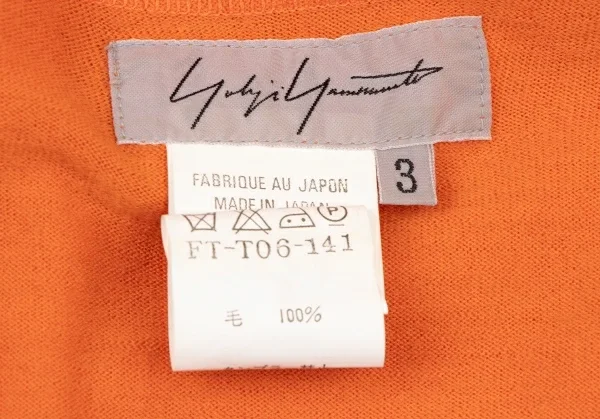 Yohji Yamamoto
3
FABRIQUE AU JAPON
MADE IN JAPAN
FT-T06-141
毛 100%